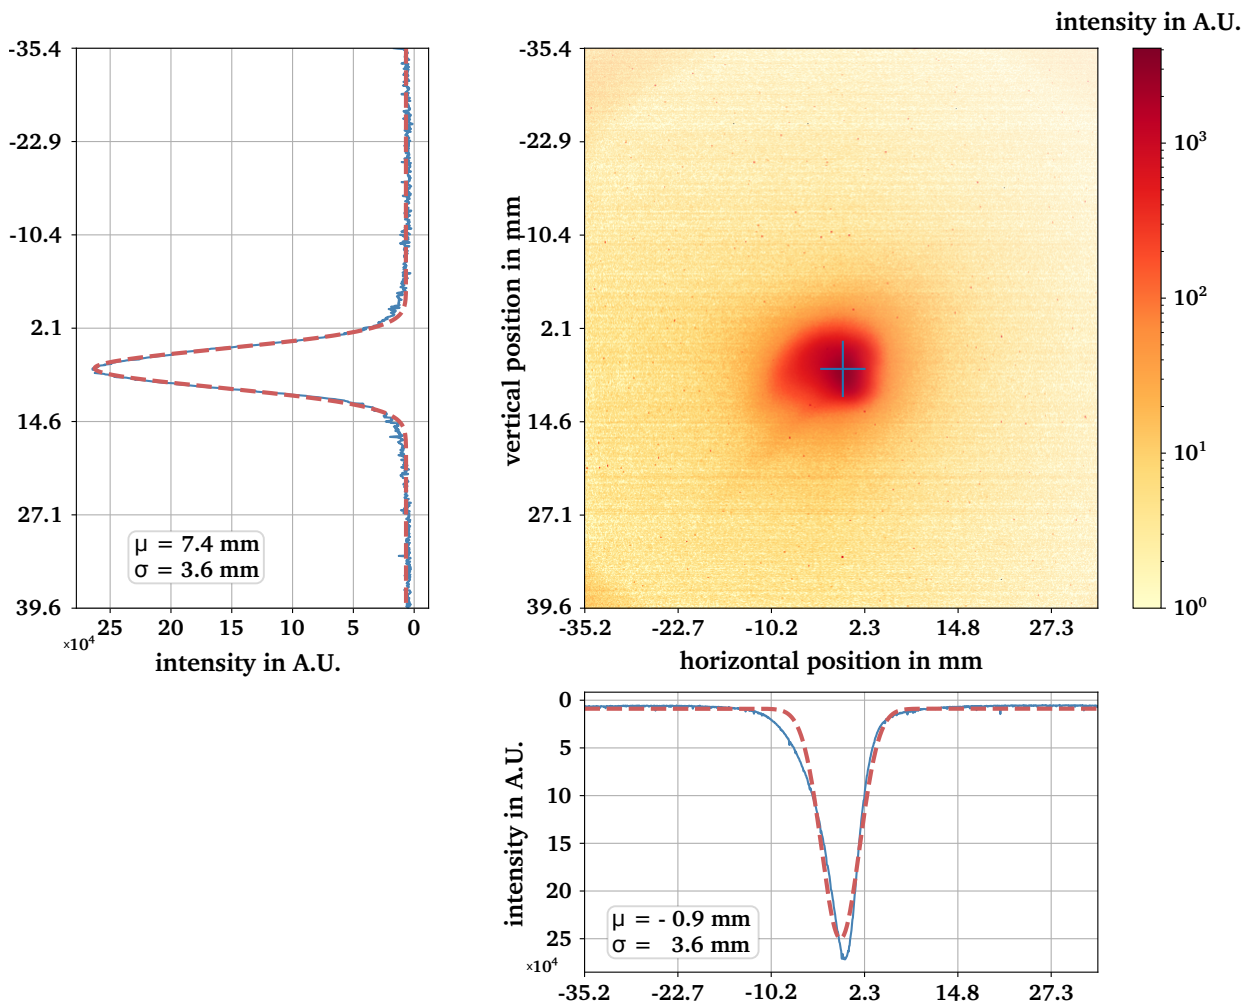 intensity in A.U.
-35.4
-22.9
-10.4
2.1
14.6
27.1
39.6
μ = 7.4 mm
σ = 3.6 mm
×10⁴
25 20 15 10 5 0
intensity in A.U.
-35.4
-22.9
-10.4
2.1
14.6
27.1
39.6
vertical position in mm
-35.2 -22.7 -10.2 2.3 14.8 27.3
horizontal position in mm
10³
10²
10¹
10⁰
0
5
10
15
20
25
×10⁴
intensity in A.U.
μ = - 0.9 mm
σ = 3.6 mm
-35.2 -22.7 -10.2 2.3 14.8 27.3